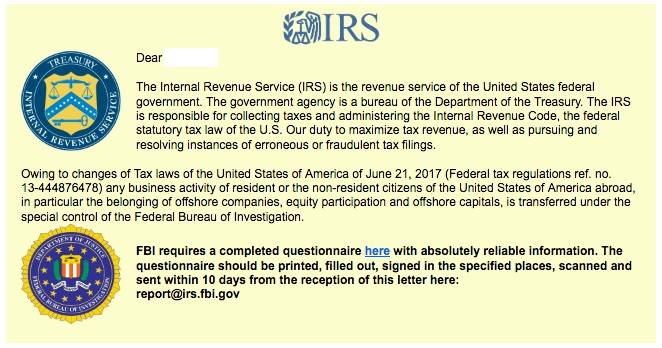 IRS
TREASURY
INTERNAL REVENUE SERVICE
Dear
The Internal Revenue Service (IRS) is the revenue service of the United States federal
government. The government agency is a bureau of the Department of the Treasury. The IRS
is responsible for collecting taxes and administering the Internal Revenue Code, the federal
statutory tax law of the U.S. Our duty to maximize tax revenue, as well as pursuing and
resolving instances of erroneous or fraudulent tax filings.
Owing to changes of Tax laws of the United States of America of June 21, 2017 (Federal tax regulations ref. no.
13-444876478) any business activity of resident or the non-resident citizens of the United States of America abroad,
in particular the belonging of offshore companies, equity participation and offshore capitals, is transferred under the
special control of the Federal Bureau of Investigation.
DEPARTMENT OF JUSTICE
FEDERAL BUREAU OF INVESTIGATION
FBI requires a completed questionnaire here with absolutely reliable information. The
questionnaire should be printed, filled out, signed in the specified places, scanned and
sent within 10 days from the reception of this letter here:
report@irs.fbi.gov